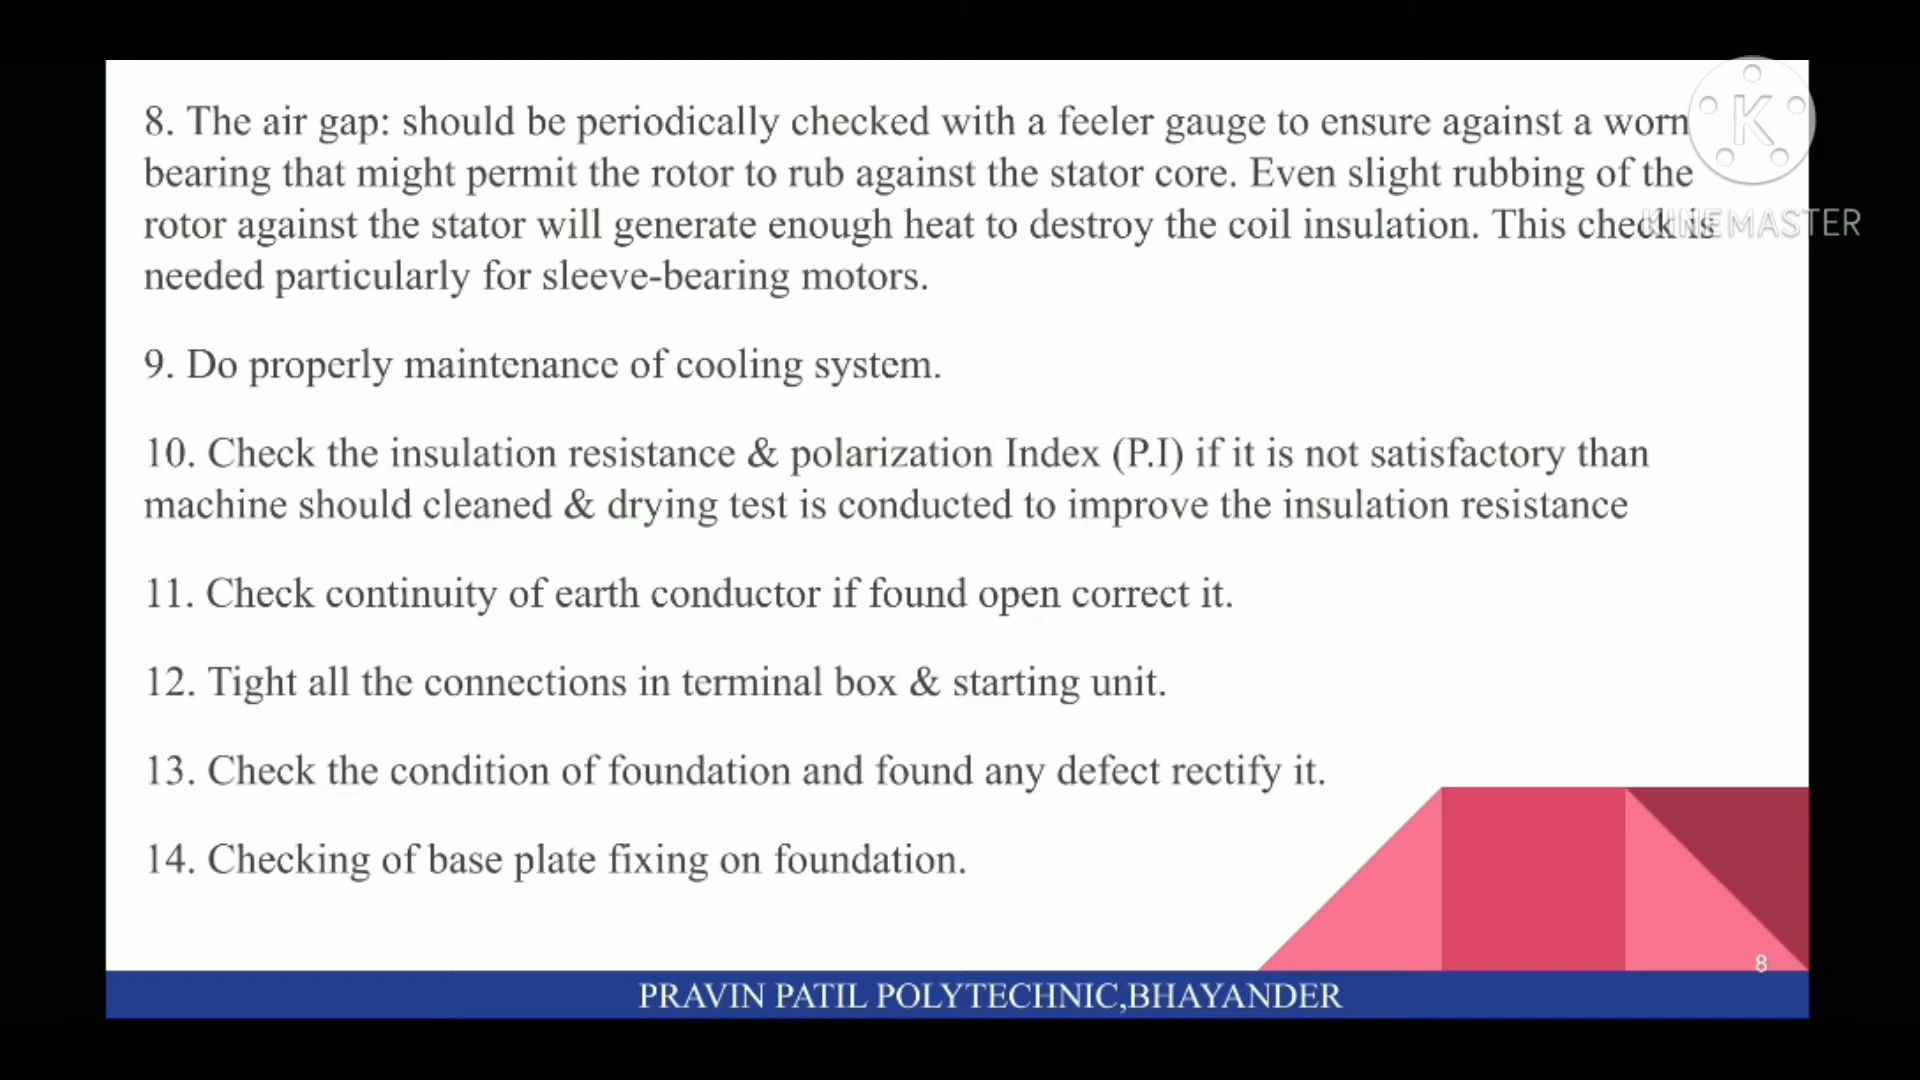 8. The air gap: should be periodically checked with a feeler gauge to ensure against a worn
bearing that might permit the rotor to rub against the stator core. Even slight rubbing of the
rotor against the stator will generate enough heat to destroy the coil insulation. This check is
needed particularly for sleeve-bearing motors.
9. Do properly maintenance of cooling system.
10. Check the insulation resistance & polarization Index (P.I) if it is not satisfactory than
machine should cleaned & drying test is conducted to improve the insulation resistance
11. Check continuity of earth conductor if found open correct it.
12. Tight all the connections in terminal box & starting unit.
13. Check the condition of foundation and found any defect rectify it.
14. Checking of base plate fixing on foundation.
8
PRAVIN PATIL POLYTECHNIC,BHAYANDER
K
KINEMASTER